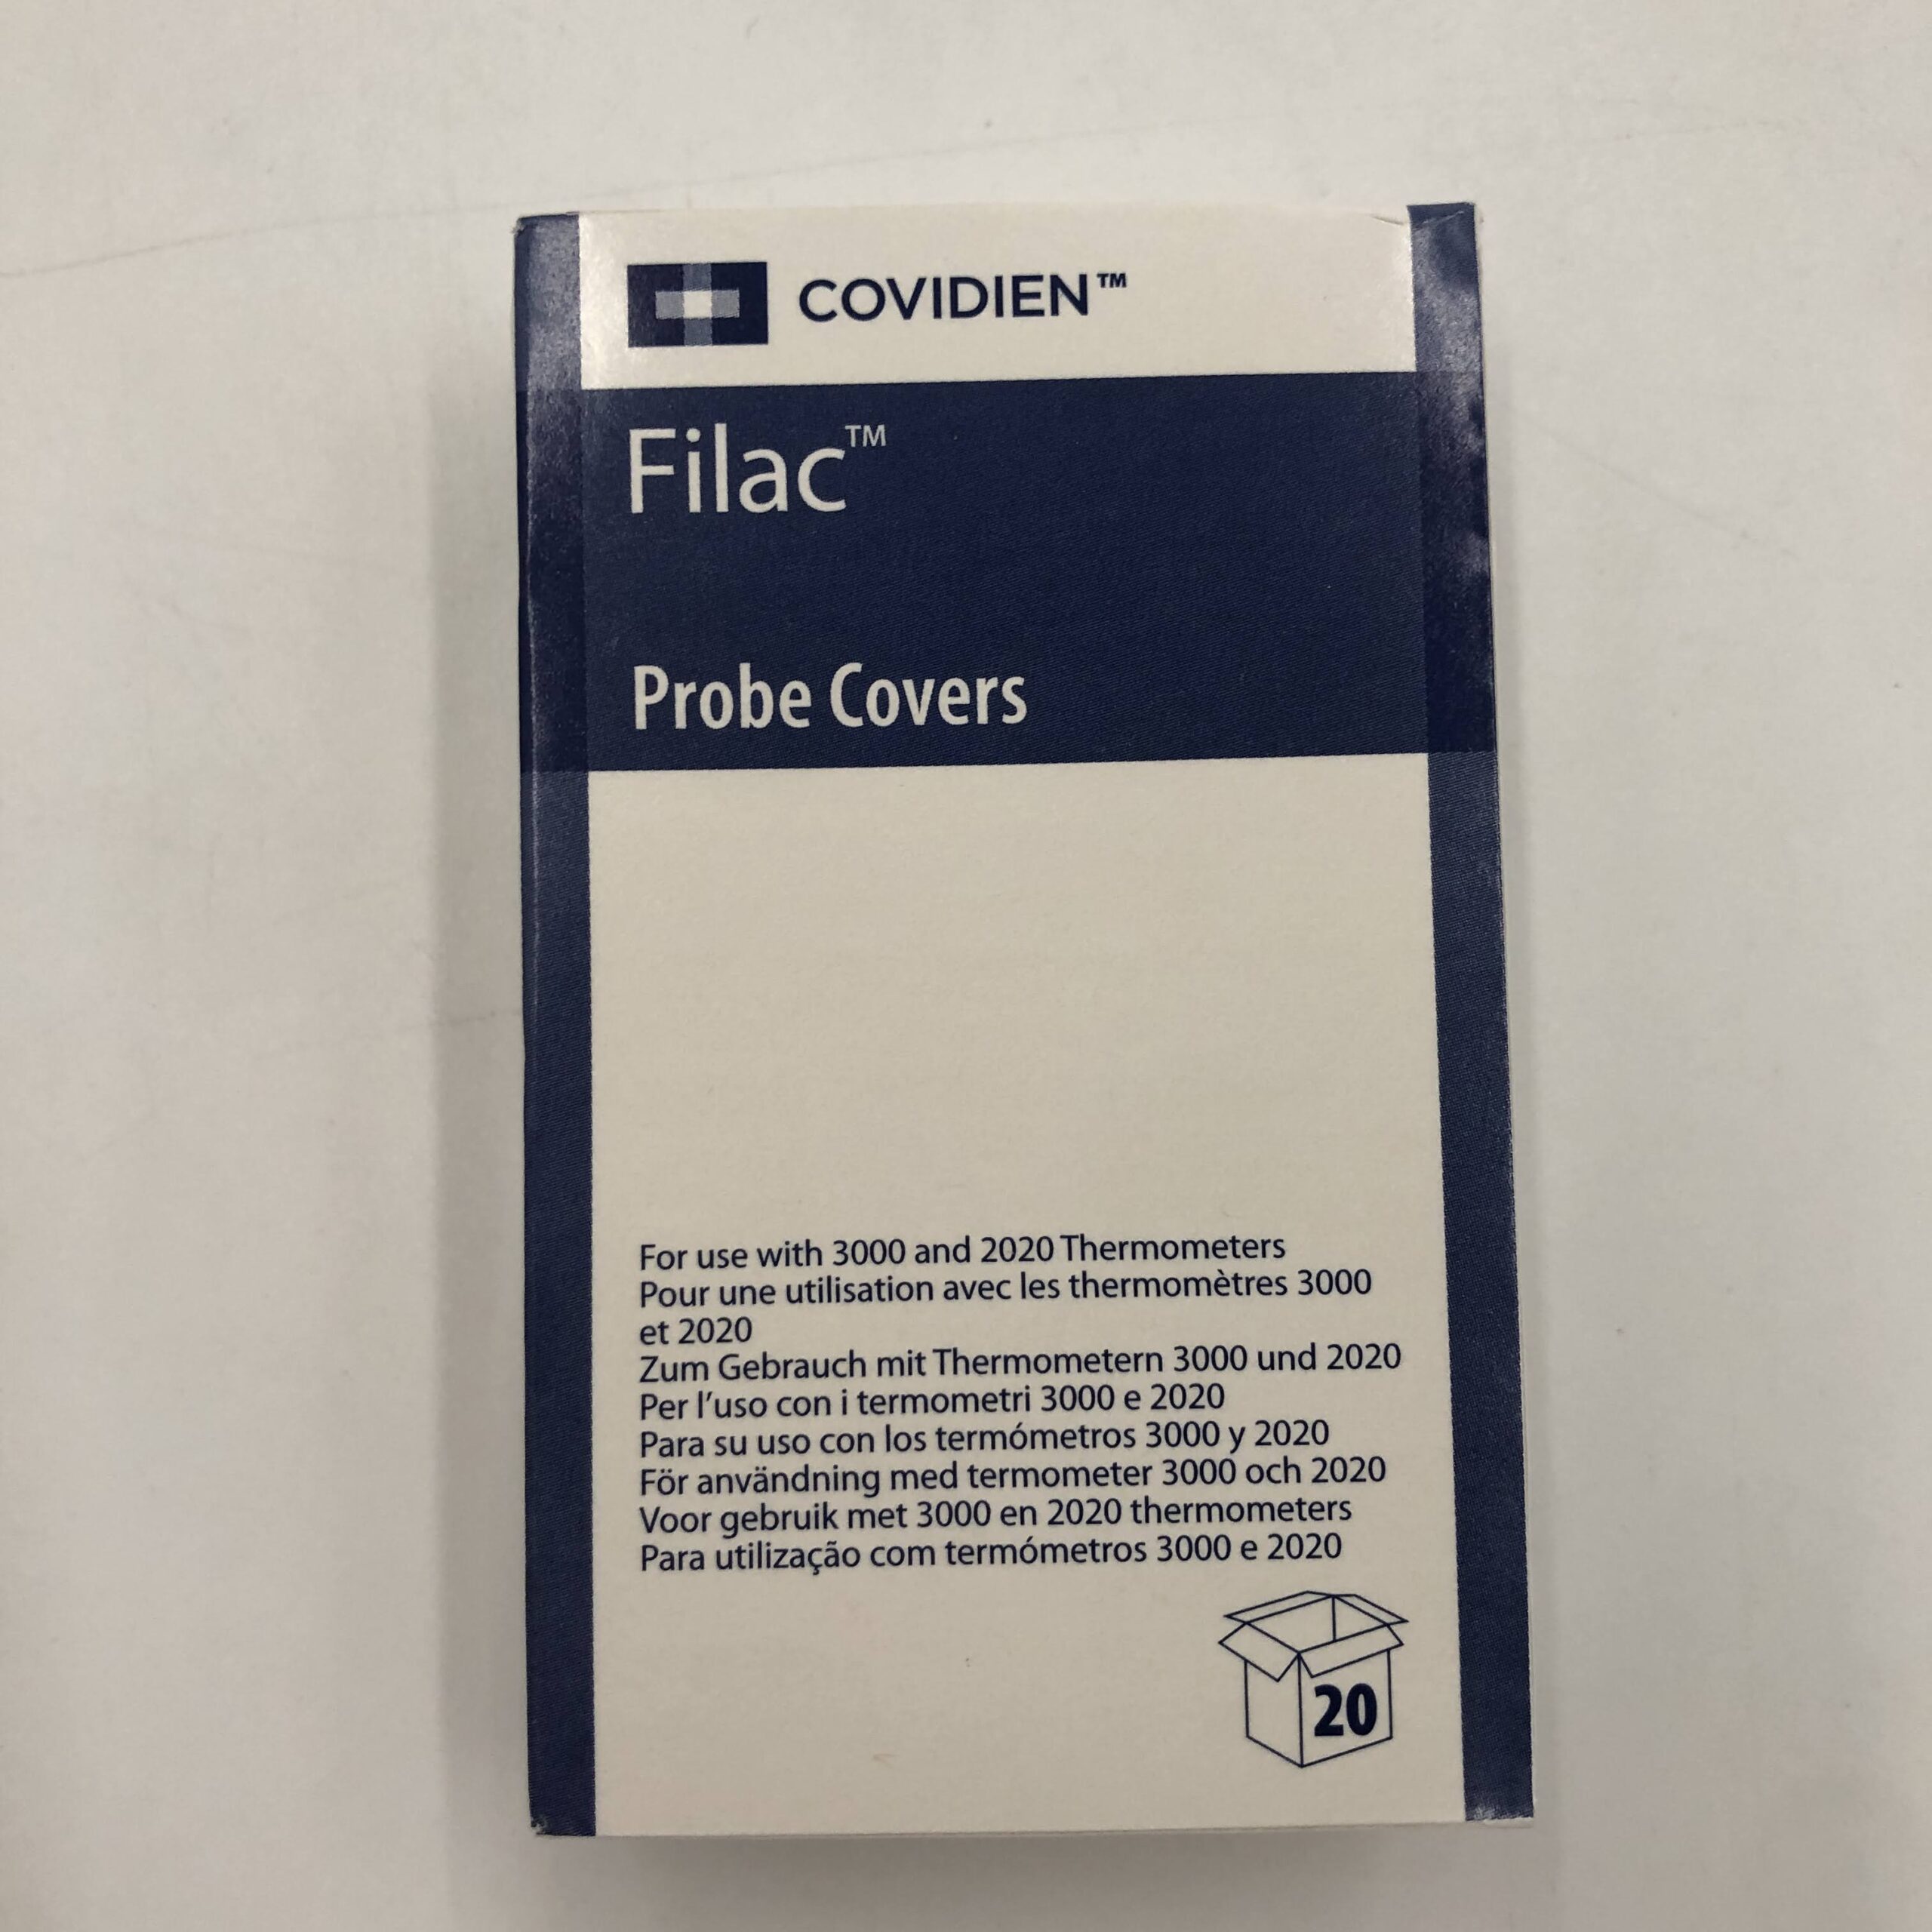 COVIDIEN™
Filac™
Probe Covers
For use with 3000 and 2020 Thermometers
Pour une utilisation avec les thermomètres 3000
et 2020
Zum Gebrauch mit Thermometern 3000 und 2020
Per l'uso con i termometri 3000 e 2020
Para su uso con los termómetros 3000 y 2020
För användning med termometer 3000 och 2020
Voor gebruik met 3000 en 2020 thermometers
Para utilização com termómetros 3000 e 2020
20